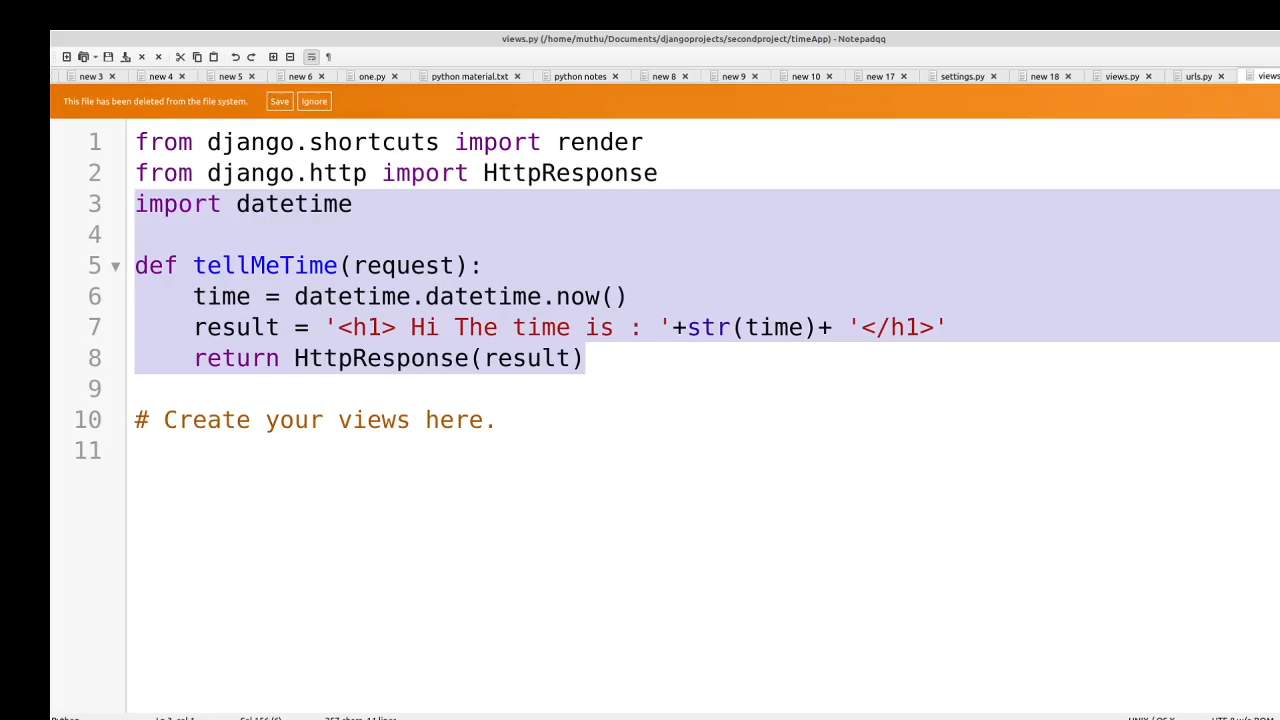 views.py (/home/muthu/Documents/djangoprojects/secondproject/timeApp) - Notepadqq
new 3 new 4 new 5 new 6 one.py python material.txt python notes new 8 new 9 new 10 new 17 settings.py new 18 views.py urls.py views
This file has been deleted from the file system. Save Ignore
1 from django.shortcuts import render
2 from django.http import HttpResponse
3 import datetime
4
5 def tellMeTime(request):
6 time = datetime.datetime.now()
7 result = '<h1> Hi The time is : '+str(time)+ '</h1>'
8 return HttpResponse(result)
9
10 # Create your views here.
11